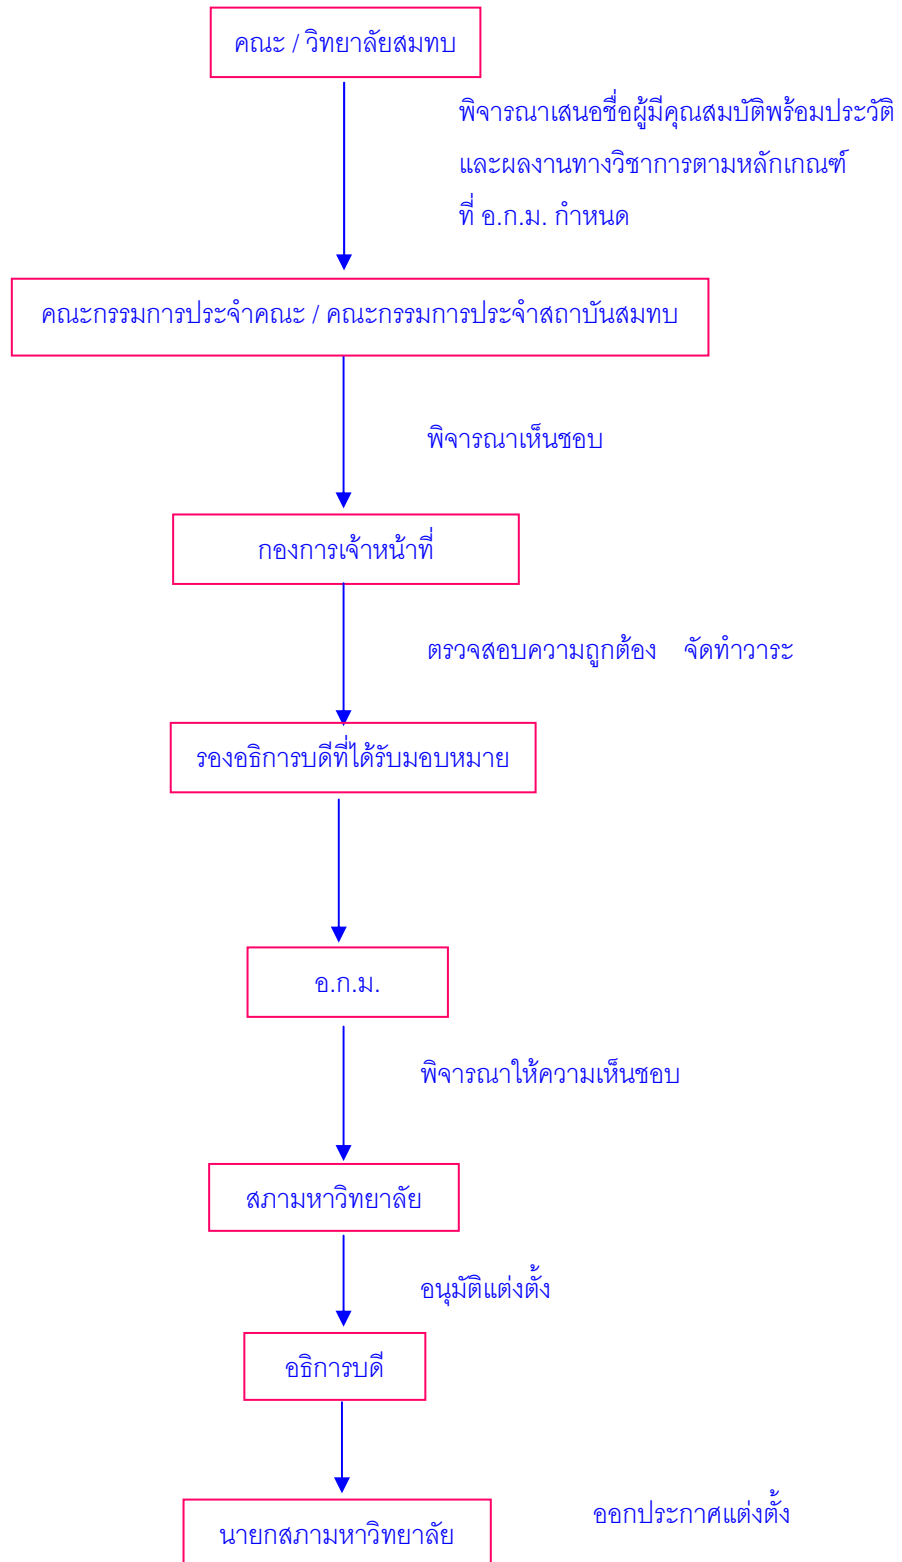 คณะ / วิทยาลัยสมทบ
พิจารณาเสนอชื่อผู้มีคุณสมบัติพร้อมประวัติ
และผลงานทางวิชาการตามหลักเกณฑ์
ที่ อ.ก.ม. กำหนด
คณะกรรมการประจำคณะ / คณะกรรมการประจำสถาบันสมทบ
พิจารณาเห็นชอบ
กองการเจ้าหน้าที่
ตรวจสอบความถูกต้อง จัดทำวาระ
รองอธิการบดีที่ได้รับมอบหมาย
อ.ก.ม.
พิจารณาให้ความเห็นชอบ
สภามหาวิทยาลัย
อนุมัติแต่งตั้ง
อธิการบดี
ออกประกาศแต่งตั้ง
นายกสภามหาวิทยาลัย